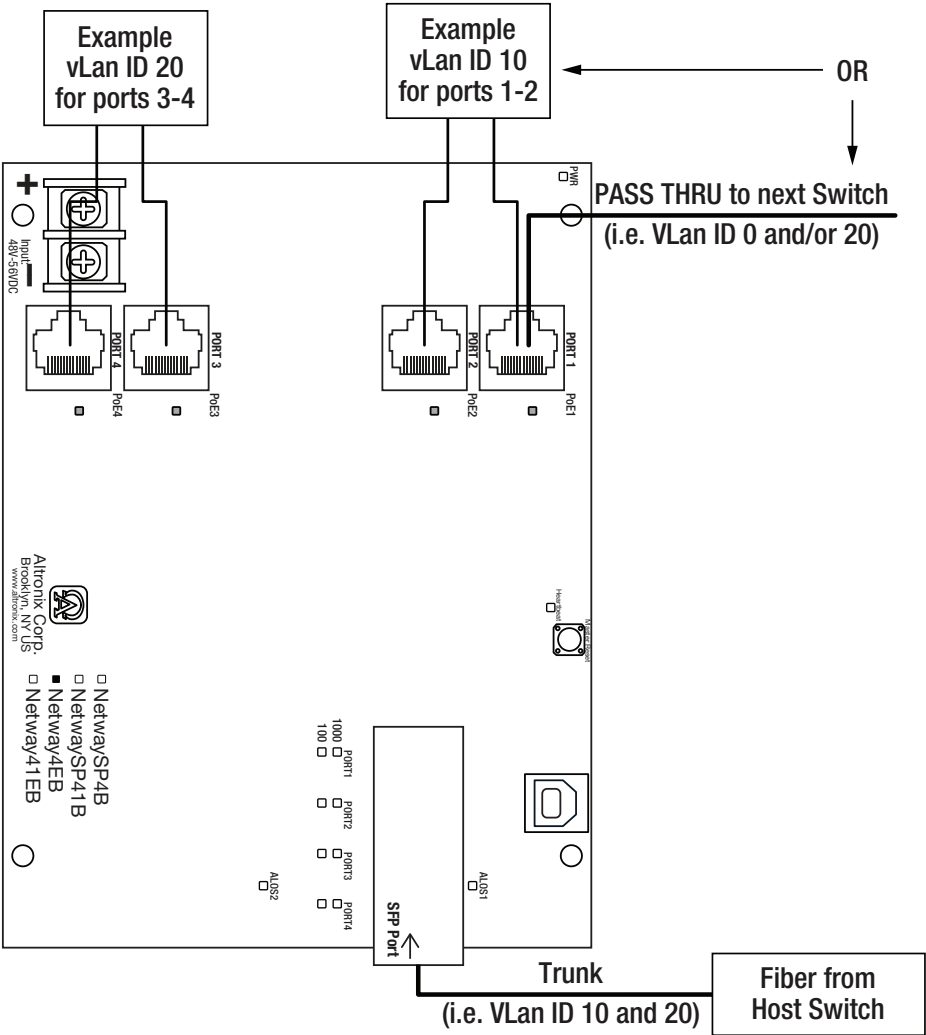 Example
vLan ID 20
for ports 3-4
Example
vLan ID 10
for ports 1-2
OR
PWR
PASS THRU to next Switch
(i.e. VLan ID 0 and/or 20)
+
Input:
48V-56VDC
PORT 4
PORT 3
PORT 2
PORT 1
PoE4
PoE3
PoE2
PoE1
Altronix Corp.
Brooklyn, NY US
www.altronix.com
Heartbeat
Master Reset
NetwaySP4B
NetwaySP41B
Netway4EB
Netway41EB
1000
100
PORT1
PORT2
PORT3
PORT4
ALOS2
ALOS1
SFP Port
Trunk
(i.e. VLan ID 10 and 20)
Fiber from
Host Switch